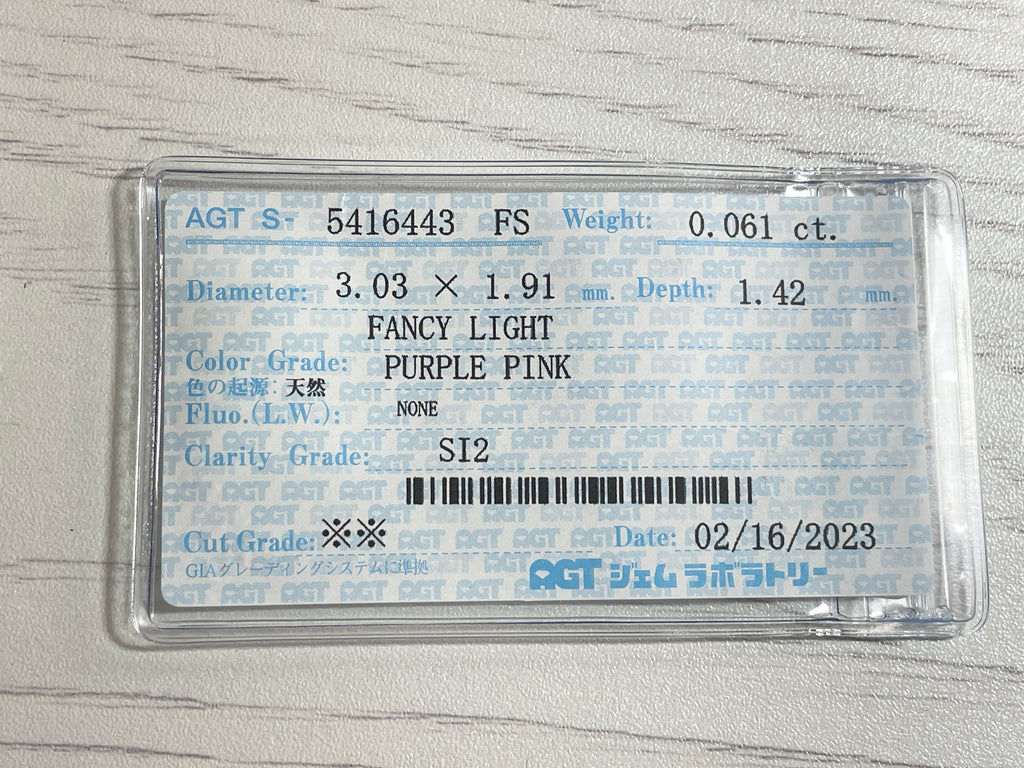 AGT S- 5416443 FS Weight: 0.061 ct.
Diameter: 3.03 × 1.91 mm. Depth: 1.42 mm.
FANCY LIGHT
Color Grade: PURPLE PINK
色の起源: 天然
Fluo.(L.W.): NONE
Clarity Grade: SI2
Cut Grade: ※※ Date: 02/16/2023
GIAグレーディングシステムに準拠
AGT ジェムラボラトリー